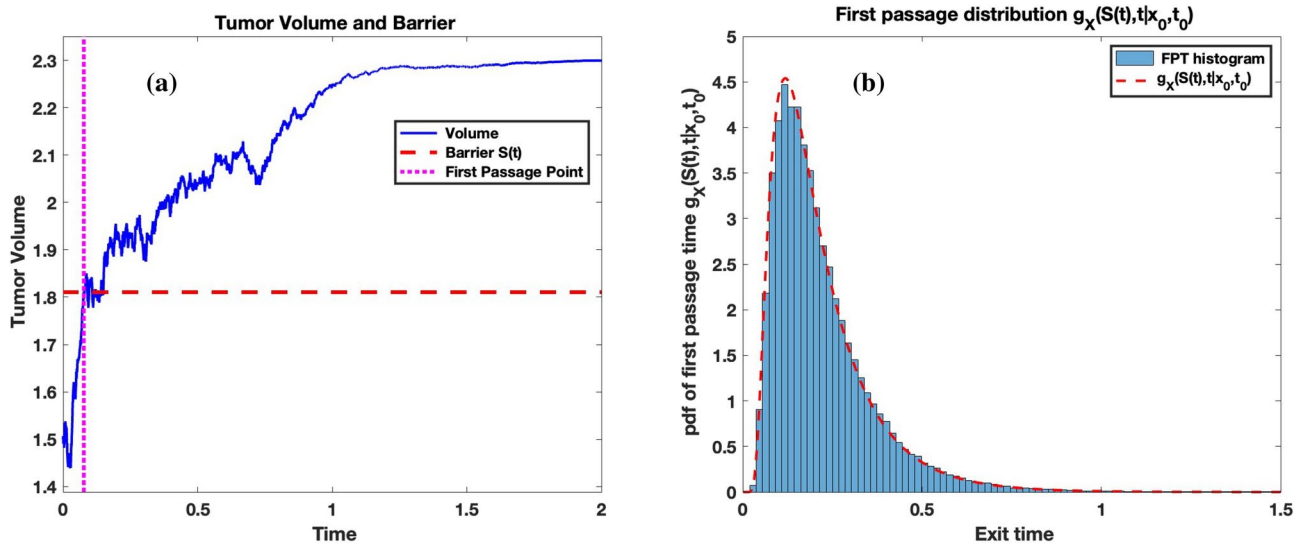 Tumor Volume and Barrier
(a)
Volume
Barrier S(t)
First Passage Point
Tumor Volume
2.3
2.2
2.1
2
1.9
1.8
1.7
1.6
1.5
1.4
0
0.5
1
1.5
2
Time
First passage distribution g_X(S(t),t|x_0,t_0)
(b)
FPT histogram
g_X(S(t),t|x_0,t_0)
pdf of first passage time g_X(S(t),t|x_0,t_0)
5
4.5
4
3.5
3
2.5
2
1.5
1
0.5
0
0
0.5
1
1.5
Exit time